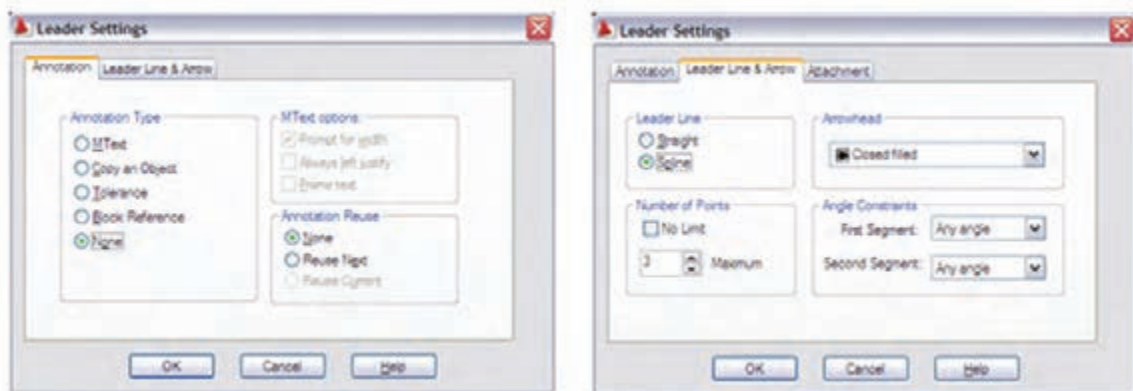 Leader Settings
Annotation
Leader Line & Arrow
Annotation Type
MText
Copy an Object
Tolerance
Book Reference
None
MText options
Prompt for width
Always left justify
Frame text
Annotation Reuse
None
Reuse Next
Reuse Current
OK
Cancel
Help
Leader Settings
Annotation
Leader Line & Arrow
Attachment
Leader Line
Straight
Spline
Arrowhead
Closed filled
Number of Points
No Limit
3
Maximum
Angle Constraints
First Segment:
Any angle
Second Segment:
Any angle
OK
Cancel
Help